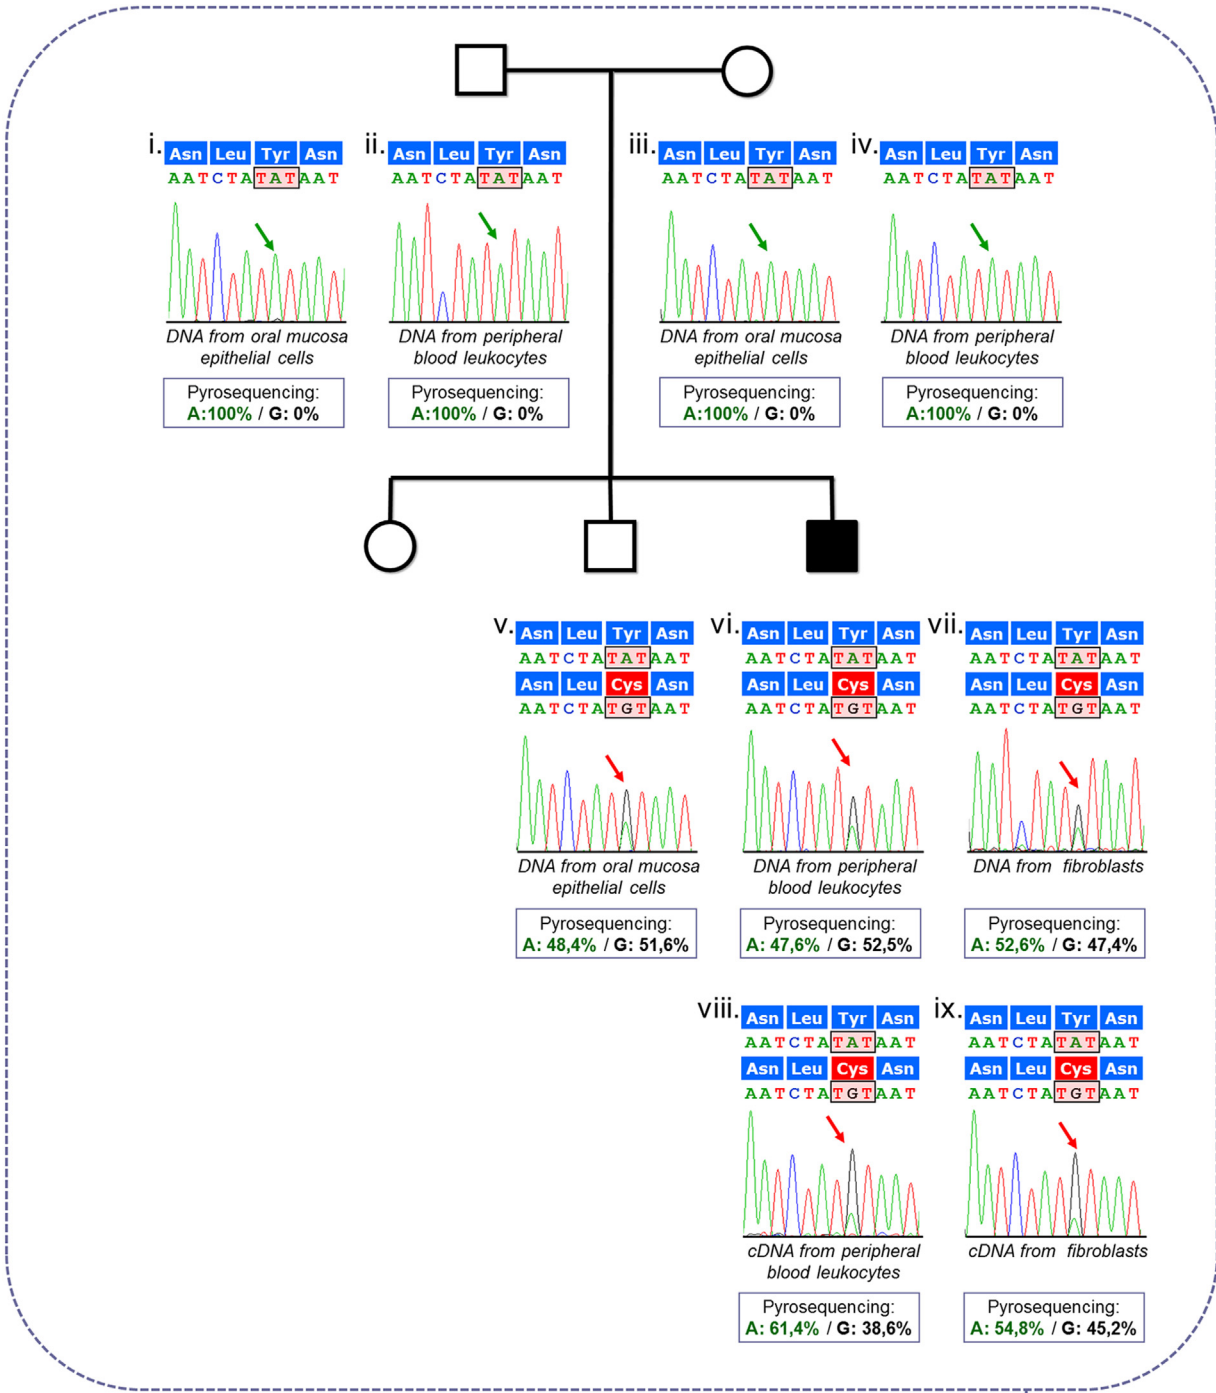 i. Asn Leu Tyr Asn
AATCTATATAAT
DNA from oral mucosa
epithelial cells
Pyrosequencing:
A:100% / G: 0%
ii. Asn Leu Tyr Asn
AATCTATATAAT
DNA from peripheral
blood leukocytes
Pyrosequencing:
A:100% / G: 0%
iii. Asn Leu Tyr Asn
AATCTATATAAT
DNA from oral mucosa
epithelial cells
Pyrosequencing:
A:100% / G: 0%
iv. Asn Leu Tyr Asn
AATCTATATAAT
DNA from peripheral
blood leukocytes
Pyrosequencing:
A:100% / G: 0%
v. Asn Leu Tyr Asn
AATCTATATAAT
Asn Leu Cys Asn
AATCTATGTAAT
DNA from oral mucosa
epithelial cells
Pyrosequencing:
A: 48,4% / G: 51,6%
vi. Asn Leu Tyr Asn
AATCTATATAAT
Asn Leu Cys Asn
AATCTATGTAAT
DNA from peripheral
blood leukocytes
Pyrosequencing:
A: 47,6% / G: 52,5%
vii. Asn Leu Tyr Asn
AATCTATATAAT
Asn Leu Cys Asn
AATCTATGTAAT
DNA from fibroblasts
Pyrosequencing:
A: 52,6% / G: 47,4%
viii. Asn Leu Tyr Asn
AATCTATATAAT
Asn Leu Cys Asn
AATCTATGTAAT
cDNA from peripheral
blood leukocytes
Pyrosequencing:
A: 61,4% / G: 38,6%
ix. Asn Leu Tyr Asn
AATCTATATAAT
Asn Leu Cys Asn
AATCTATGTAAT
cDNA from fibroblasts
Pyrosequencing:
A: 54,8% / G: 45,2%